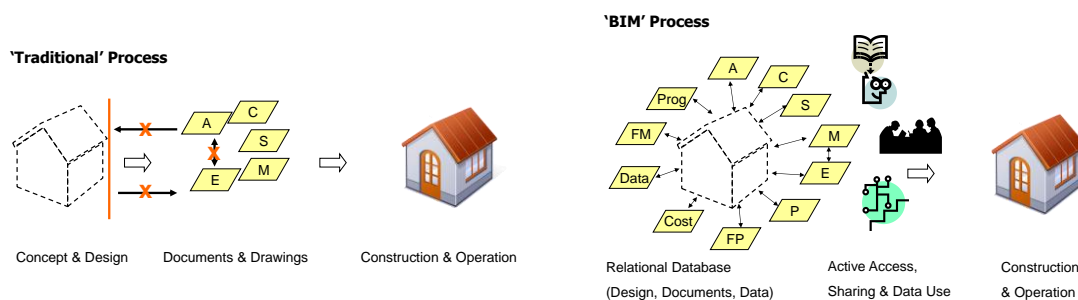 'Traditional' Process
A
C
S
E
M
X
X
X
Concept & Design
Documents & Drawings
Construction & Operation
'BIM' Process
A
C
Prog
S
FM
M
Data
E
Cost
P
FP
Relational Database
(Design, Documents, Data)
Active Access,
Sharing & Data Use
Construction
& Operation